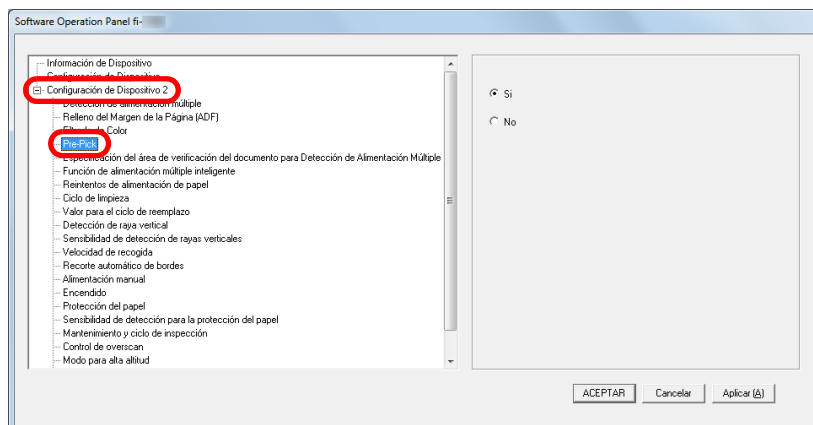 Software Operation Panel fi-
Información de Dispositivo
Configuración de Dispositivo
Configuración de Dispositivo 2
Detección de alimentación múltiple
Relleno del Margen de la Página (ADF)
Filtrado de Color
Pre-Pick
Especificación del área de verificación del documento para Detección de Alimentación Múltiple
Función de alimentación múltiple inteligente
Reintentos de alimentación de papel
Ciclo de limpieza
Valor para el ciclo de reemplazo
Detección de raya vertical
Sensibilidad de detección de rayas verticales
Velocidad de recogida
Recorte automático de bordes
Alimentación manual
Encendido
Protección del papel
Sensibilidad de detección para la protección del papel
Mantenimiento y ciclo de inspección
Control de overscan
Modo para alta altitud
Si
No
ACEPTAR Cancelar Aplicar (A)